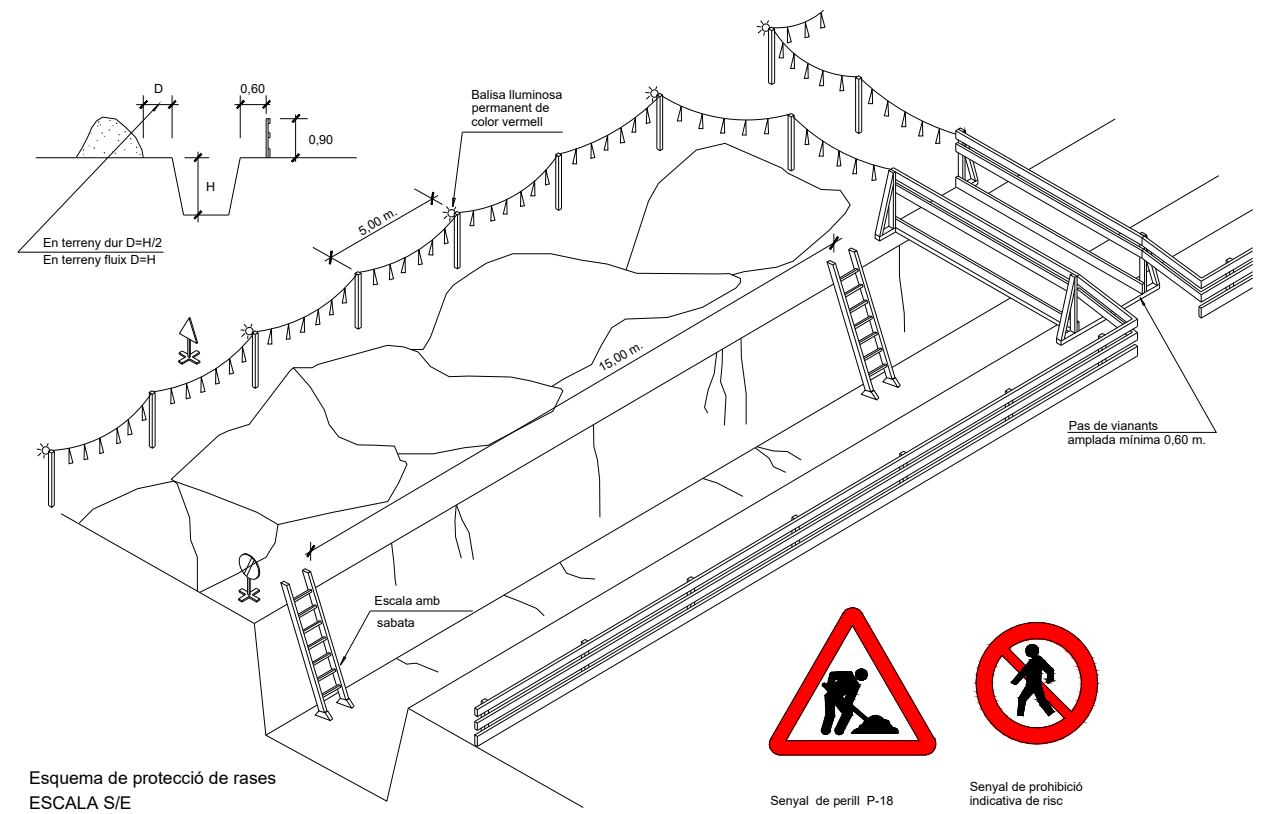 D
0,60
0,90
H
En terreny dur D=H/2
En terreny fluix D=H
Balisa lluminosa
permanent de
color vermell
5,00 m.
15,00 m.
Pas de vianants
amplada mínima 0,60 m.
Escala amb
sabata
Esquema de protecció de rases
ESCALA S/E
Senyal de perill P-18
Senyal de prohibició
indicativa de risc